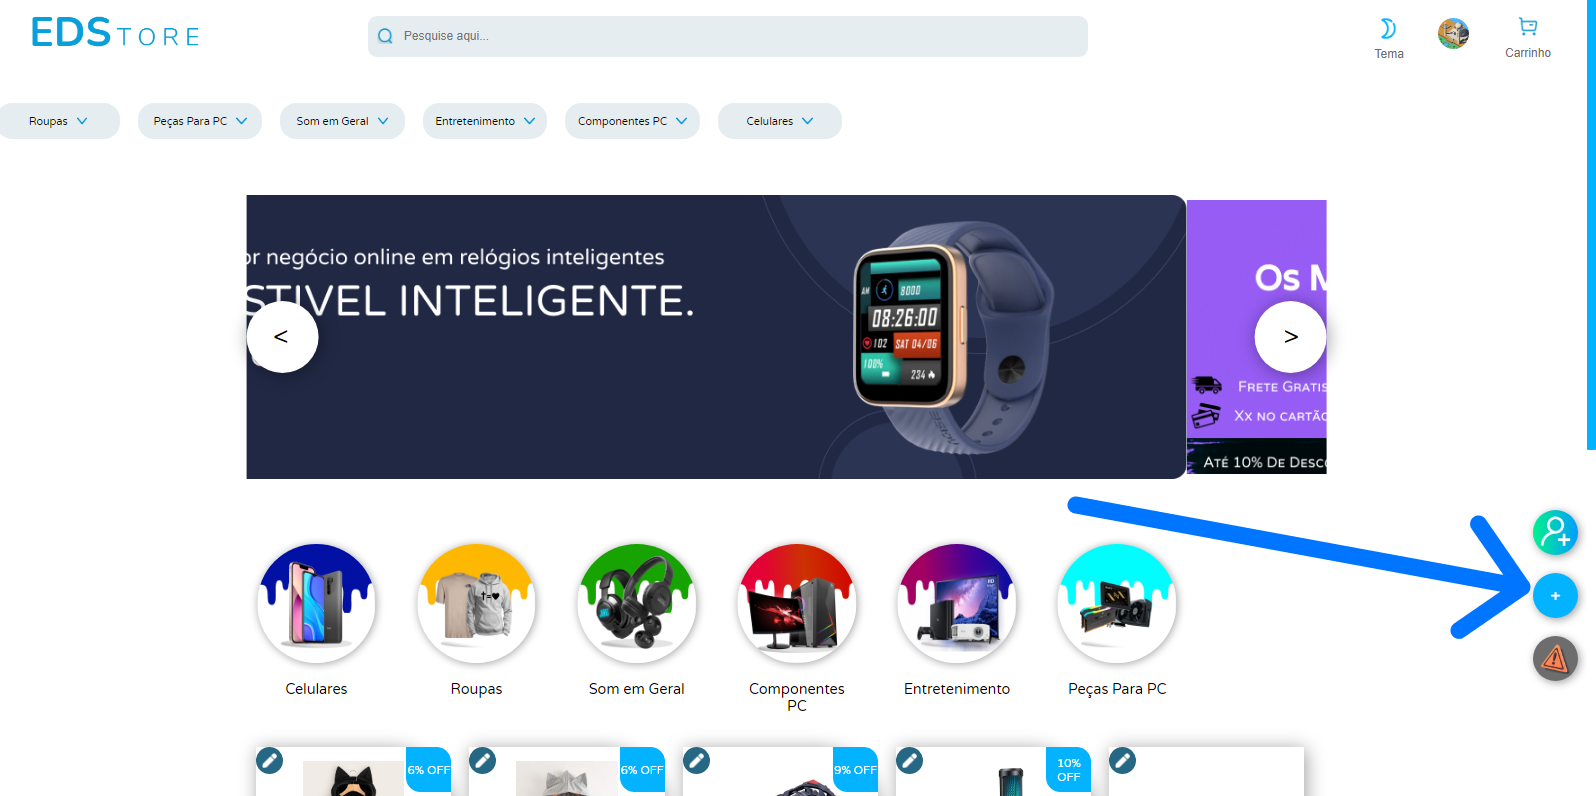 EDSTORE
Pesquise aqui...
Tema
Carrinho
Roupas
Peças Para PC
Som em Geral
Entretenimento
Componentes PC
Celulares
or negócio online em relógios inteligentes
STIVEL INTELIGENTE.
AM
8000
08:26:00
102
SAT 04/06
100%
234
Os M
FRETE GRATIS
XX NO CARTÃO
ATÉ 10% DE DESCO
<
>
+
Celulares
Roupas
Som em Geral
Componentes
PC
Entretenimento
Peças Para PC
6% OFF
6% OFF
9% OFF
10%
OFF